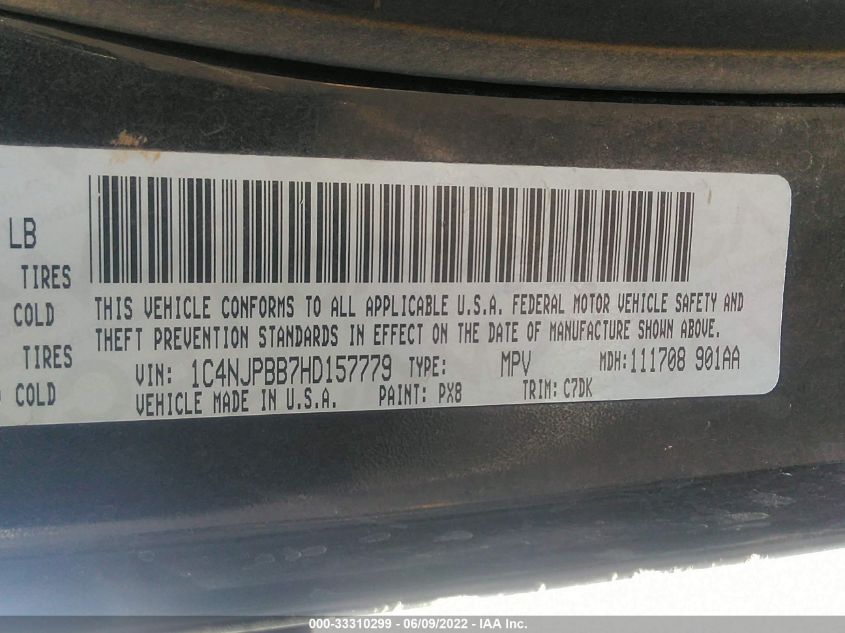 LB
TIRES
COLD
TIRES
COLD
THIS VEHICLE CONFORMS TO ALL APPLICABLE U.S.A. FEDERAL MOTOR VEHICLE SAFETY AND
THEFT PREVENTION STANDARDS IN EFFECT ON THE DATE OF MANUFACTURE SHOWN ABOVE.
VIN: 1C4NJPBB7HD157779 TYPE: MPV MDH:111708 901AA
VEHICLE MADE IN U.S.A. PAINT: PX8 TRIM: C7DK
000-33310299 - 06/09/2022 - IAA Inc.